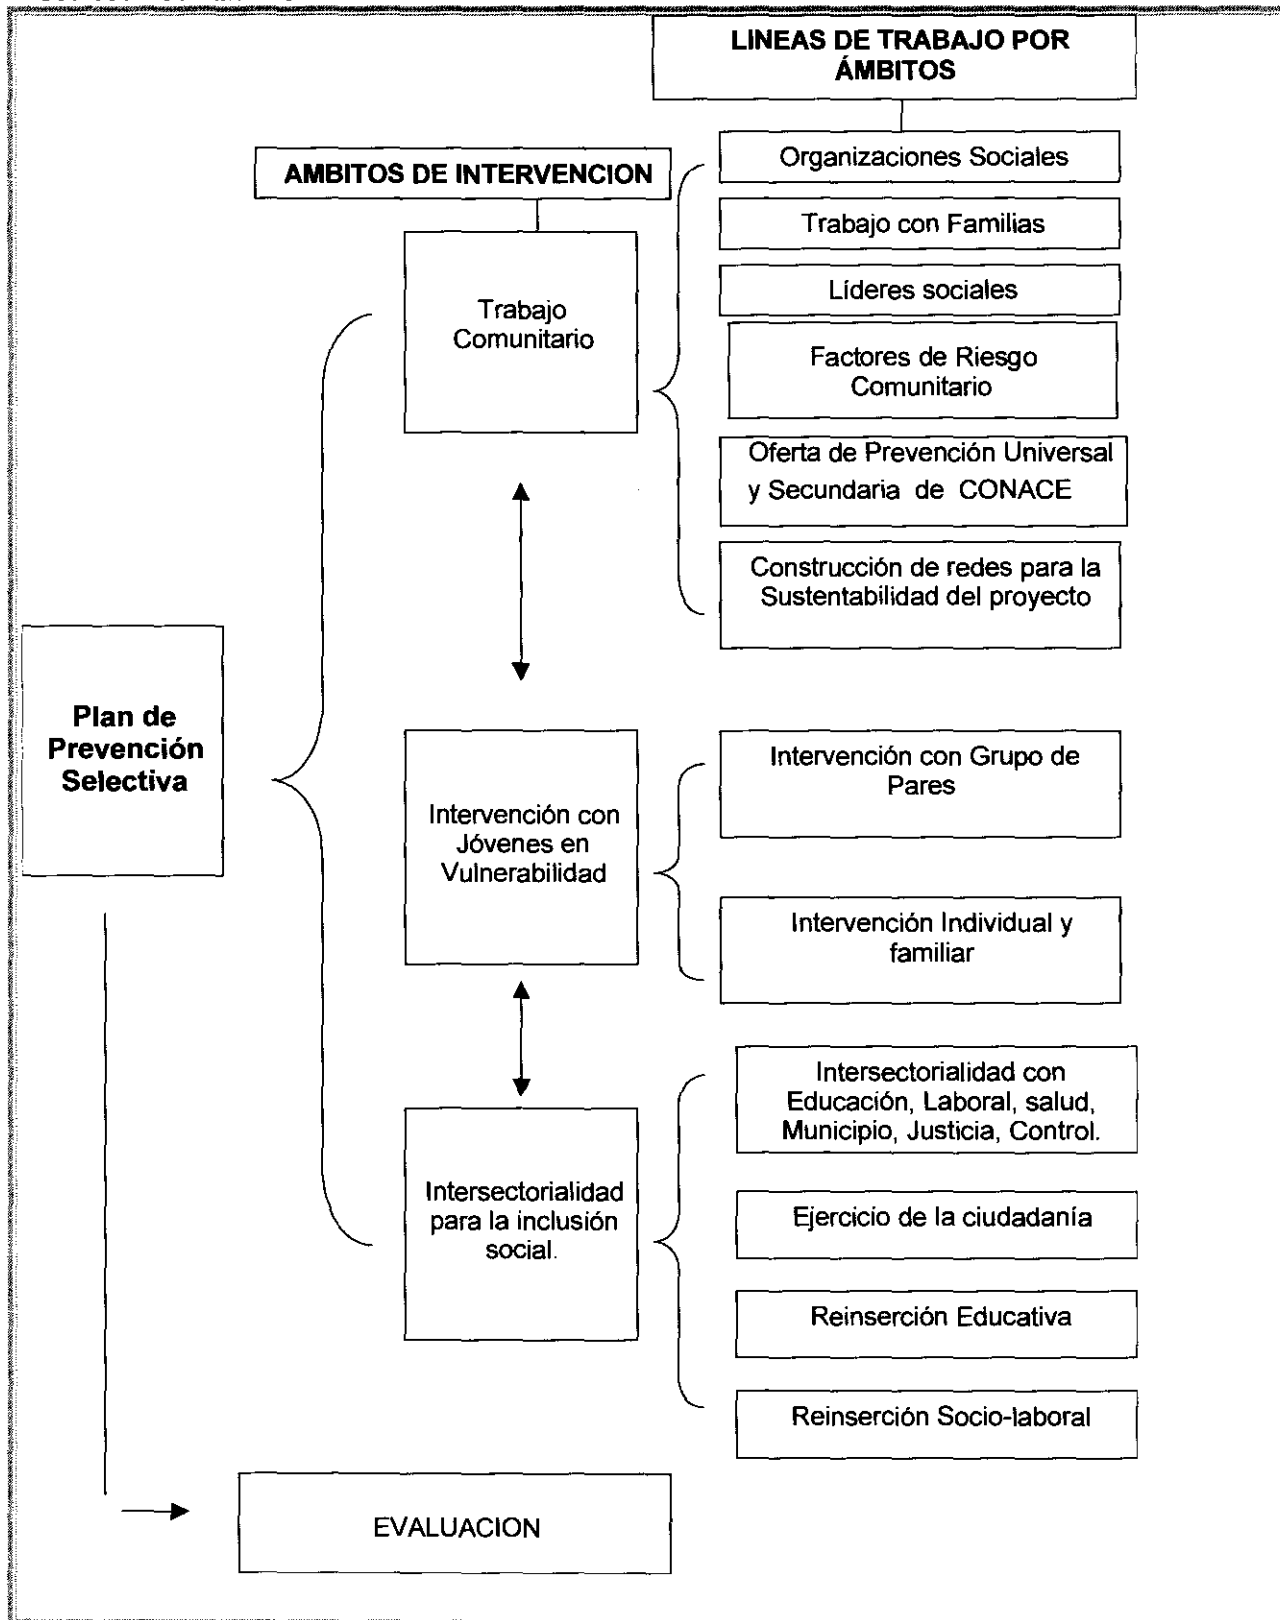 LINEAS DE TRABAJO POR
ÁMBITOS
AMBITOS DE INTERVENCION
Organizaciones Sociales
Trabajo con Familias
Líderes sociales
Trabajo
Comunitario
Factores de Riesgo
Comunitario
Oferta de Prevención Universal
y Secundaria de CONACE
Construcción de redes para la
Sustentabilidad del proyecto
Plan de
Prevención
Selectiva
Intervención con
Jóvenes en
Vulnerabilidad
Intervención con Grupo de
Pares
Intervención Individual y
familiar
Intersectorialidad
para la inclusión
social.
Intersectorialidad con
Educación, Laboral, salud,
Municipio, Justicia, Control.
Ejercicio de la ciudadanía
Reinserción Educativa
Reinserción Socio-laboral
EVALUACION